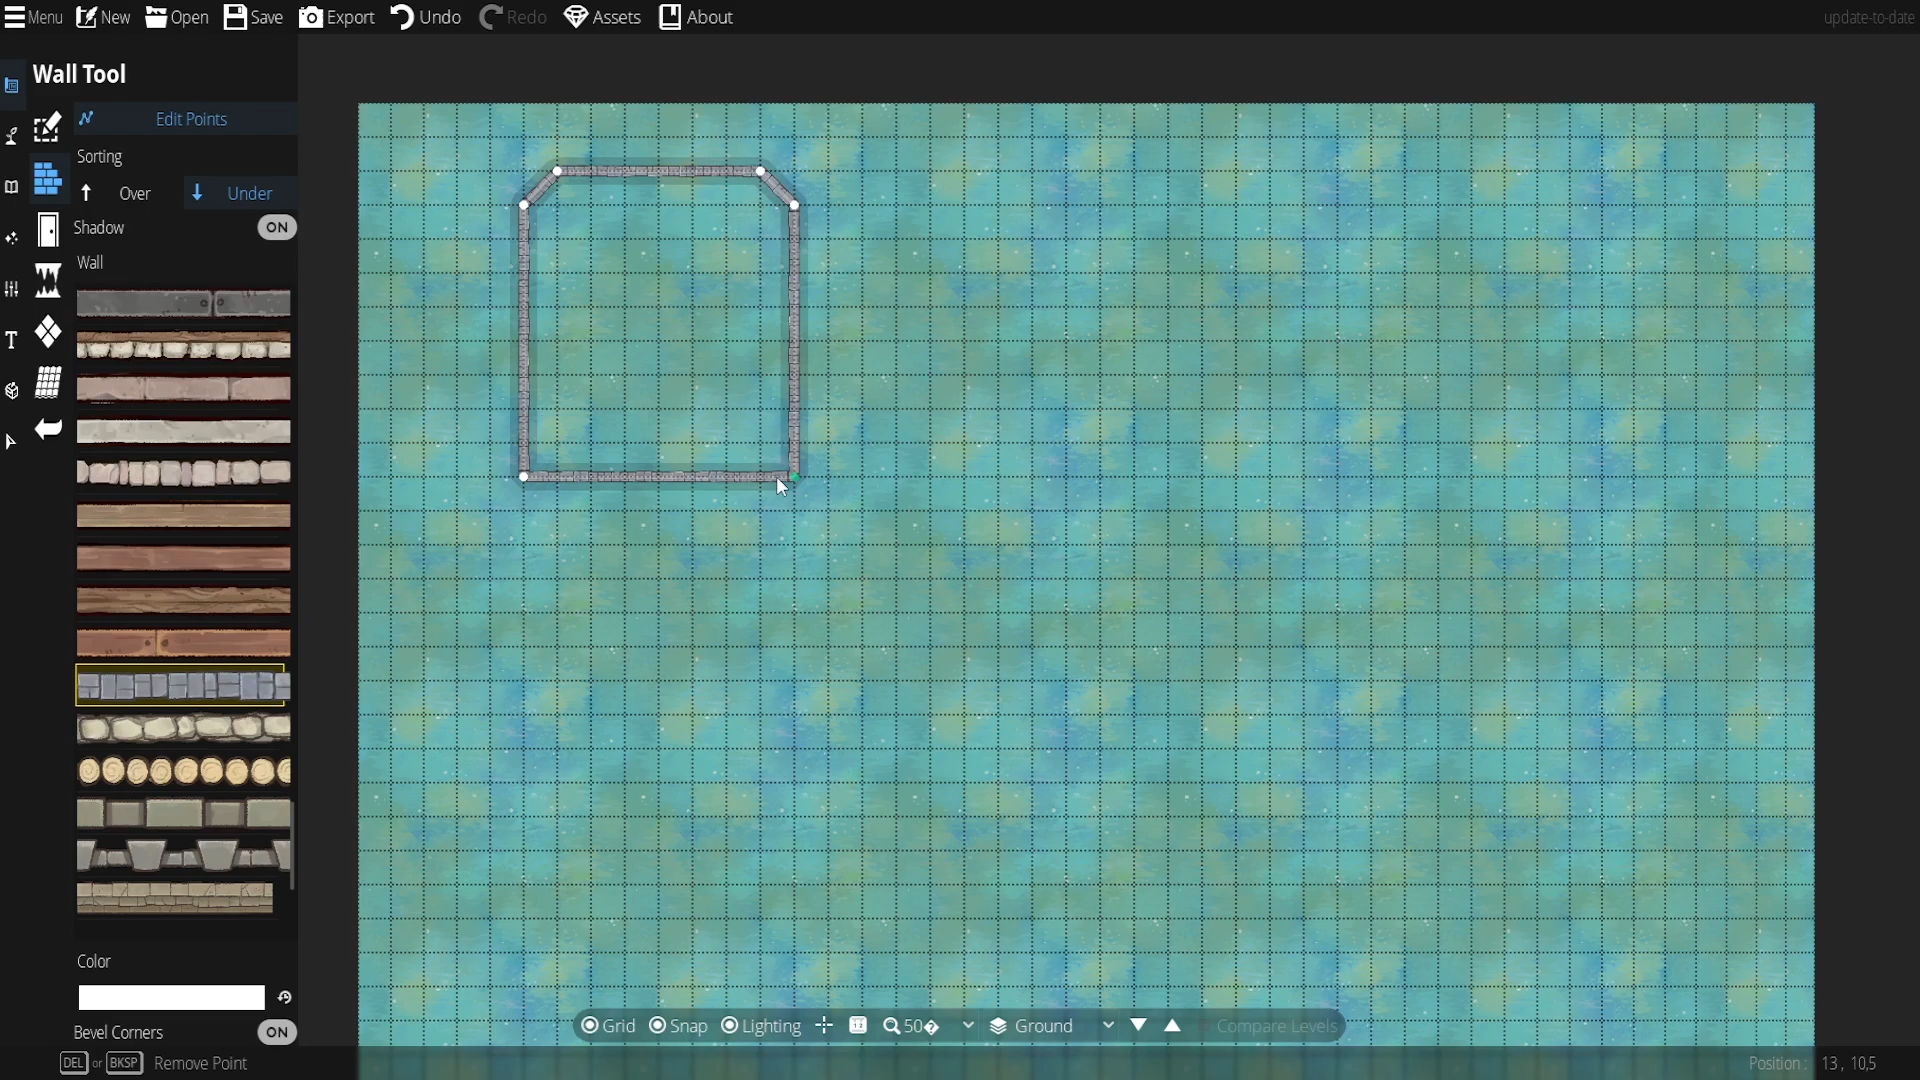 Menu New Open Save Export Undo Redo Assets About update-to-date
Wall Tool
Edit Points
Sorting
Over Under
Shadow ON
Wall
Color
Bevel Corners ON
Grid Snap Lighting 50� Ground Compare Levels
DEL or BKSP Remove Point Position : 13 , 10,5